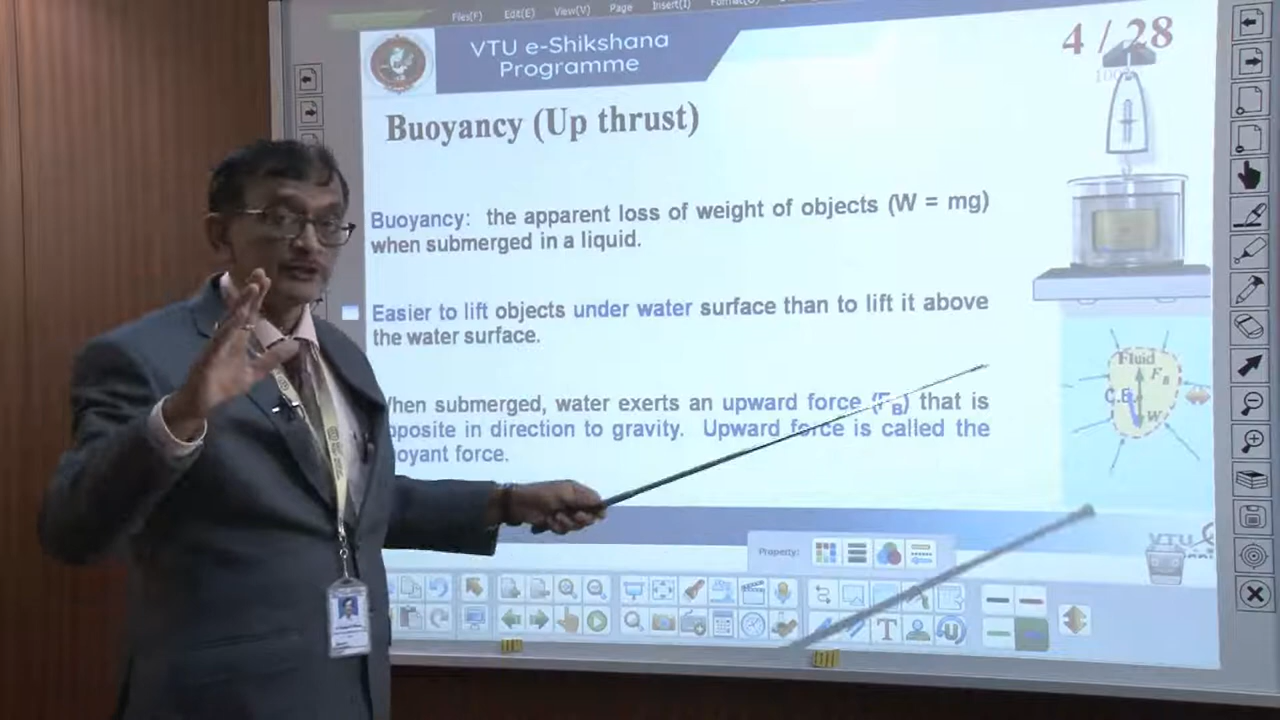 Files(F) Edit(E) View(V) Page Insert(I)
VTU e-Shikshana
Programme
4 / 28
100
Buoyancy (Up thrust)
Buoyancy: the apparent loss of weight of objects (W = mg)
when submerged in a liquid.
Easier to lift objects under water surface than to lift it above
the water surface.
Fluid
FB
C.B.
W
When submerged, water exerts an upward force (FB) that is
opposite in direction to gravity. Upward force is called the
buoyant force.
Property:
VTU
T